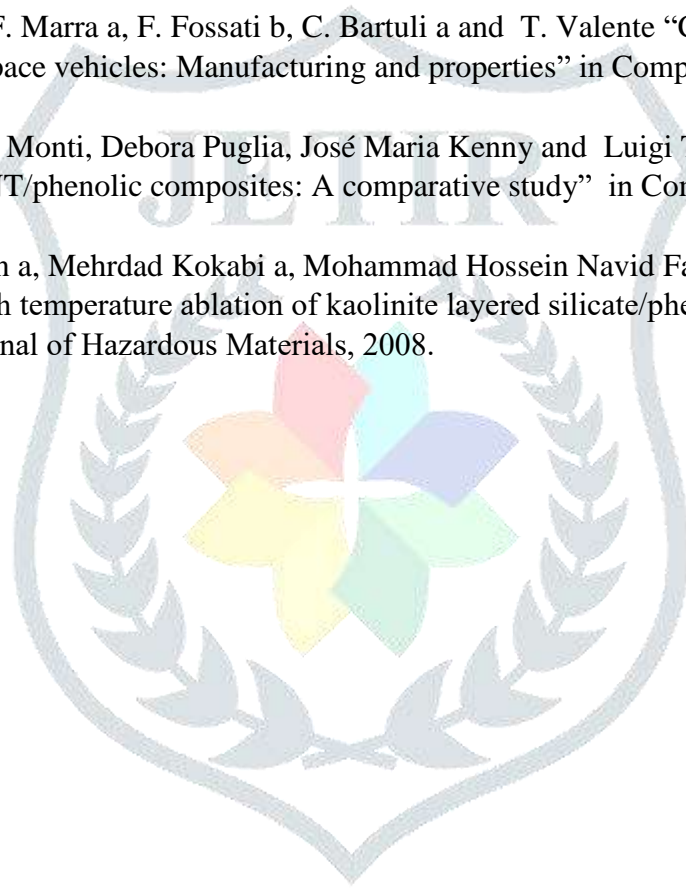 F. Marra a, F. Fossati b, C. Bartuli a and T. Valente “
pace vehicles: Manufacturing and properties” in Comp
Monti, Debora Puglia, José Maria Kenny and Luigi
T/phenolic composites: A comparative study” in Co
n a, Mehrdad Kokabi a, Mohammad Hossein Navid Fa
h temperature ablation of kaolinite layered silicate/phe
nal of Hazardous Materials, 2008.
JETIR